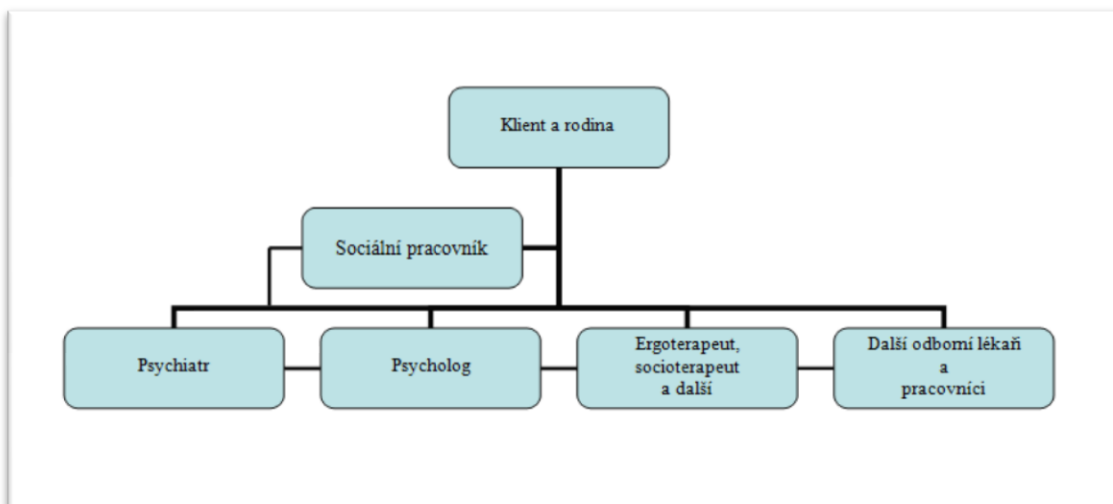 Klient a rodina
Sociální pracovník
Psychiatr
Psycholog
Ergoterapeut,
socioterapeut
a další
Další odborní lékaři
a
pracovníci